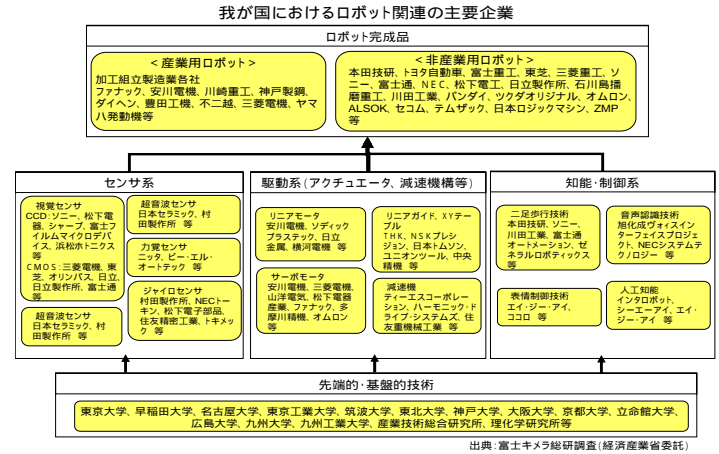 我が国におけるロボット関連の主要企業
ロボット完成品
<産業用ロボット>
加工組立製造業各社
ファナック、安川電機、川崎重工、神戸製鋼、
ダイヘン、豊田工機、不二越、三菱電機、ヤマ
ハ発動機等
<非産業用ロボット>
本田技研、トヨタ自動車、富士重工、東芝、三菱重工、ソ
ニー、富士通、NEC、松下電工、日立製作所、石川島播
磨重工、川田工業、バンダイ、ツクダオリジナル、オムロン、
ALSOK、セコム、テムザック、日本ロジックマシン、ZMP
等
センサ系
視覚センサ
CCD:ソニー、松下電
器、シャープ、富士フ
イルムマイクロデバ
イス、浜松ホトニクス 等
CMOS:三菱電機、東
芝、オリンパス、日立、
日立製作所、富士通
等
超音波センサ
日本セラミック、村
田製作所 等
超音波センサ
日本セラミック、村
田製作所 等
力覚センサ
ニッタ、ビー・エル・
オートテック 等
ジャイロセンサ
村田製作所、NECトー
キン、松下電子部品、
住友精密工業、トキメッ
ク 等
駆動系(アクチュエータ、減速機構等)
リニアモータ
安川電機、ソディック
プラステック、日立
金属、横河電機 等
サーボモータ
安川電機、三菱電機、
山洋電気、松下電器
産業、ファナック、多
摩川精機、オムロン
等
リニアガイド、XYテー
ブル
THK、NSKプレシ
ジョン、日本トムソン、
ユニオンツール、中央
精機 等
減速機
ティーエスコーポレー
ション、ハーモニック・ド
ライブ・システムズ、住
友重機械工業 等
知能・制御系
二足歩行技術
本田技研、ソニー、
川田工業、富士通
オートメーション、ゼ
ネラルロボティックス
等
表情制御技術
エイ・ジー・アイ、
ココロ 等
音声認識技術
旭化成ヴォイスイン
ターフェイスプロジェ
クト、NECシステムテ
クノロジー 等
人工知能
インタロボット、
シーエーアイ、エイ・
ジー・アイ 等
先端的・基盤的技術
東京大学、早稲田大学、名古屋大学、東京工業大学、筑波大学、東北大学、神戸大学、大阪大学、京都大学、立命館大学、
広島大学、九州大学、九州工業大学、産業技術総合研究所、理化学研究所等
出典:富士キメラ総研調査(経済産業省委託)